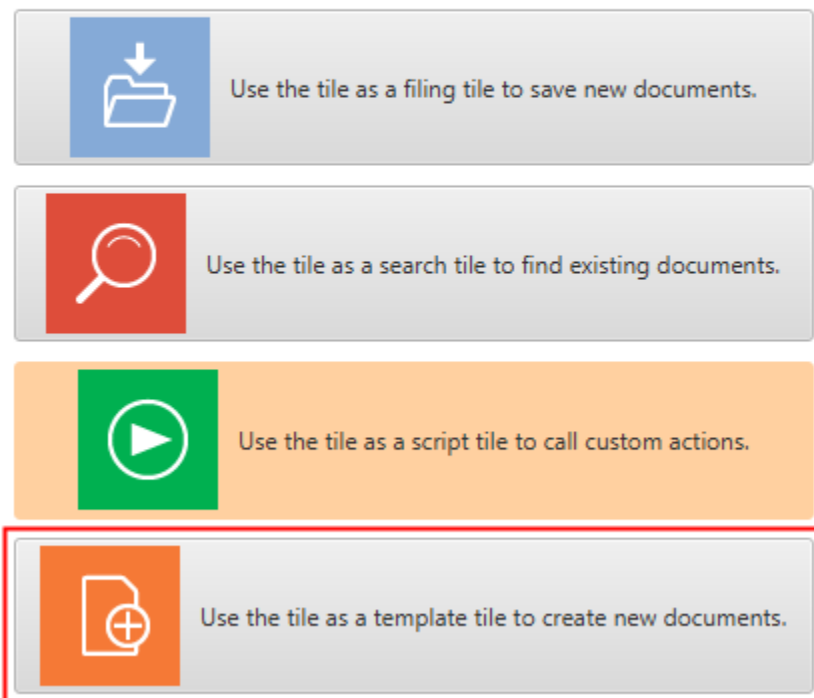 Use the tile as a filing tile to save new documents.
Use the tile as a search tile to find existing documents.
Use the tile as a script tile to call custom actions.
Use the tile as a template tile to create new documents.